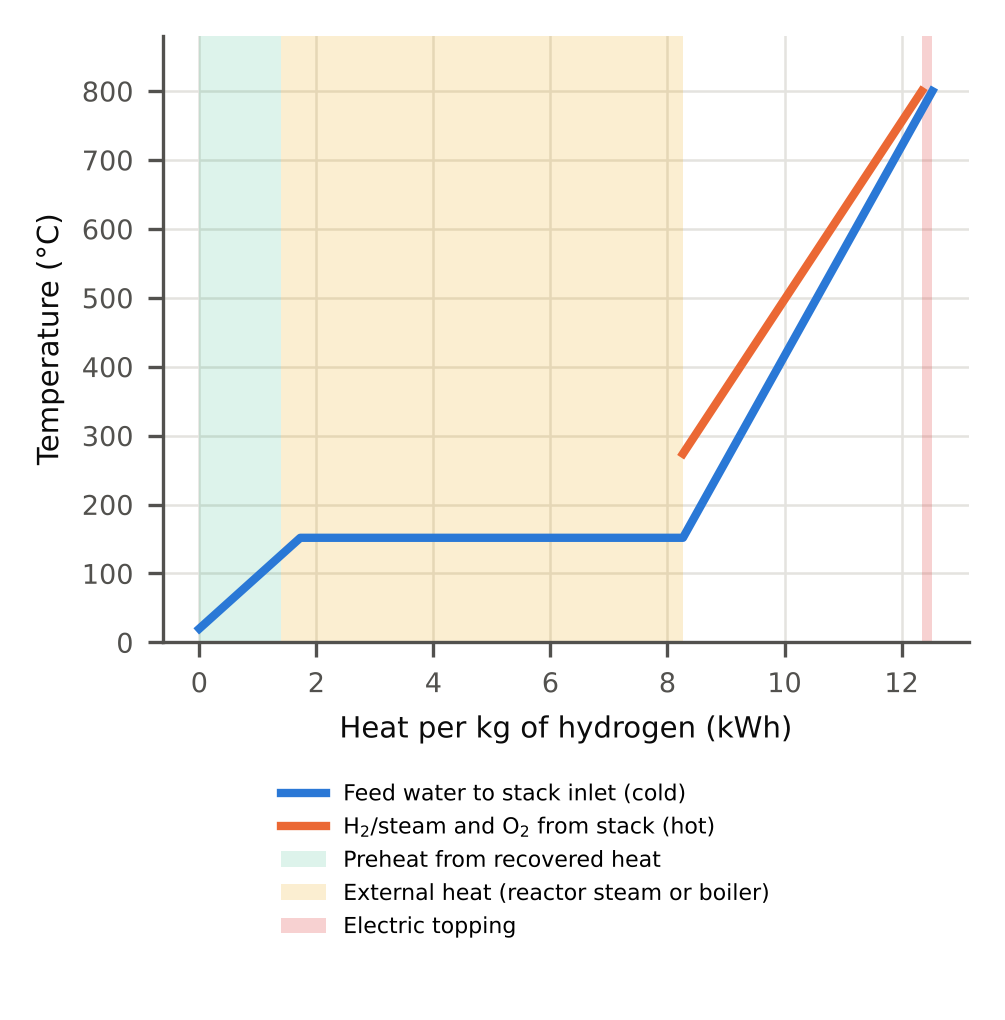 800
700
600
500
400
300
200
100
0
Temperature (°C)
0 2 4 6 8 10 12
Heat per kg of hydrogen (kWh)
Feed water to stack inlet (cold)
H₂/steam and O₂ from stack (hot)
Preheat from recovered heat
External heat (reactor steam or boiler)
Electric topping